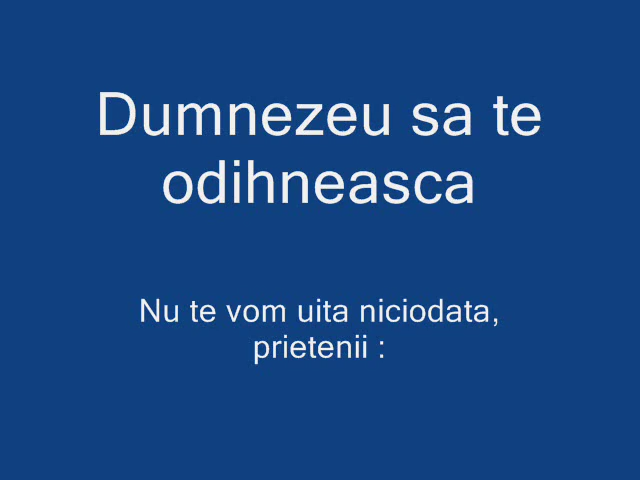 Dumnezeu sa te
odihneasca
Nu te vom uita niciodata,
prietenii :